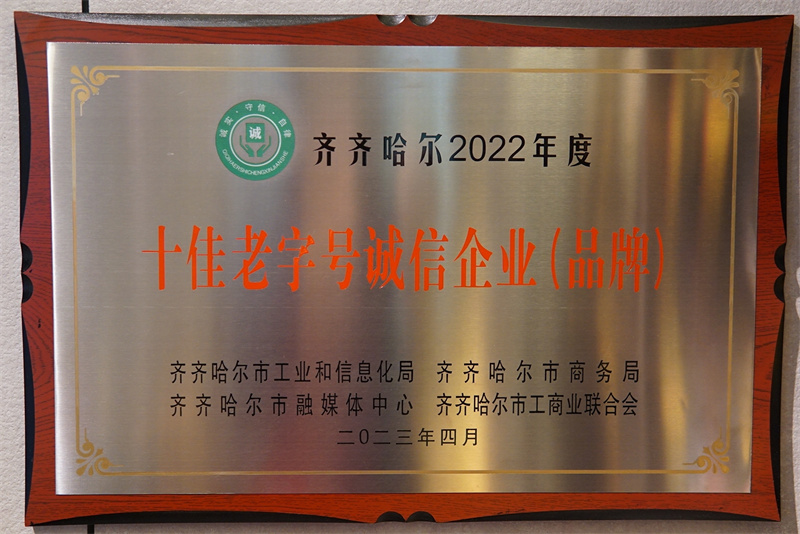 诚实·守信·自律
诚
齐齐哈尔2022年度
十佳老字号诚信企业(品牌)
齐齐哈尔市工业和信息化局 齐齐哈尔市商务局
齐齐哈尔市融媒体中心 齐齐哈尔市工商业联合会
二〇二三年四月